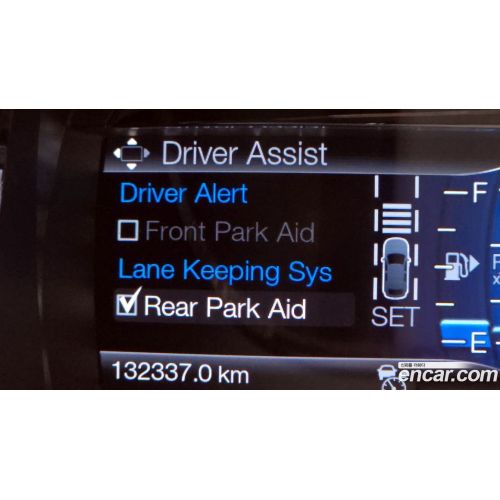 Driver Assist
Driver Alert
Front Park Aid
Lane Keeping Sys
Rear Park Aid
132337.0 km
SET
F
E
encar.com